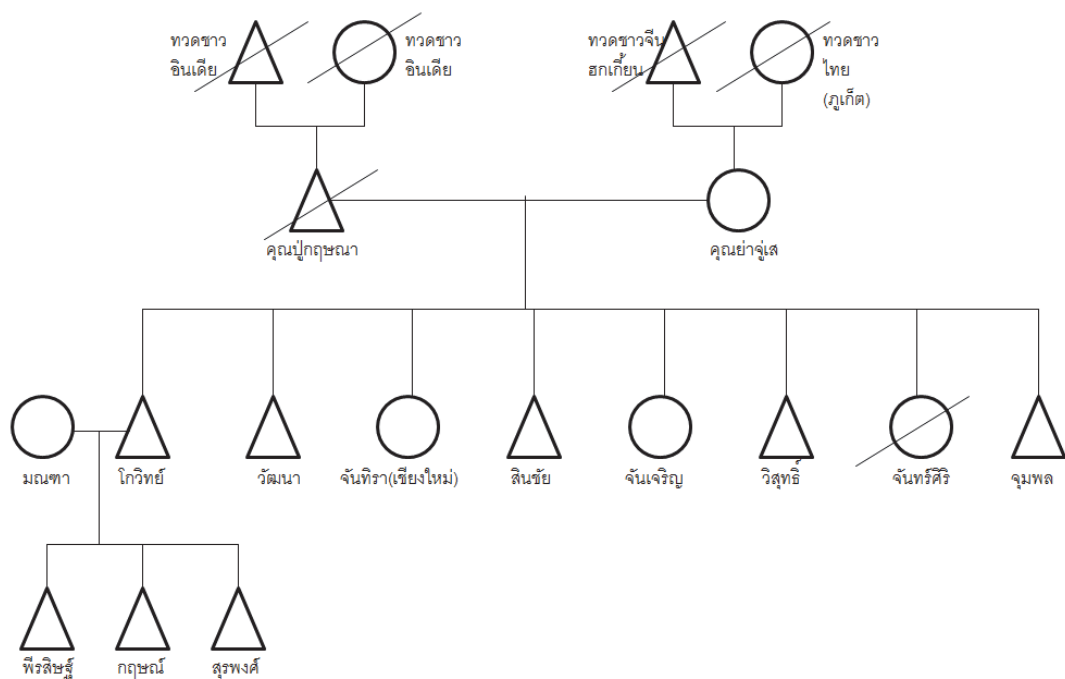 ทวดชาว
อินเดีย
ทวดชาว
อินเดีย
ทวดชาวจีน
ฮกเกี้ยน
ทวดชาว
ไทย
(ภูเก็ต)
คุณปู่กฤษณา
คุณย่าจู่เส
มณฑา
โกวิทย์
วัฒนา
จันทิรา(เชียงใหม่)
สินชัย
จันเจริญ
วิสุทธิ์
จันทร์ศิริ
จุมพล
พีรสิษฐ์
กฤษณ์
สุรพงศ์